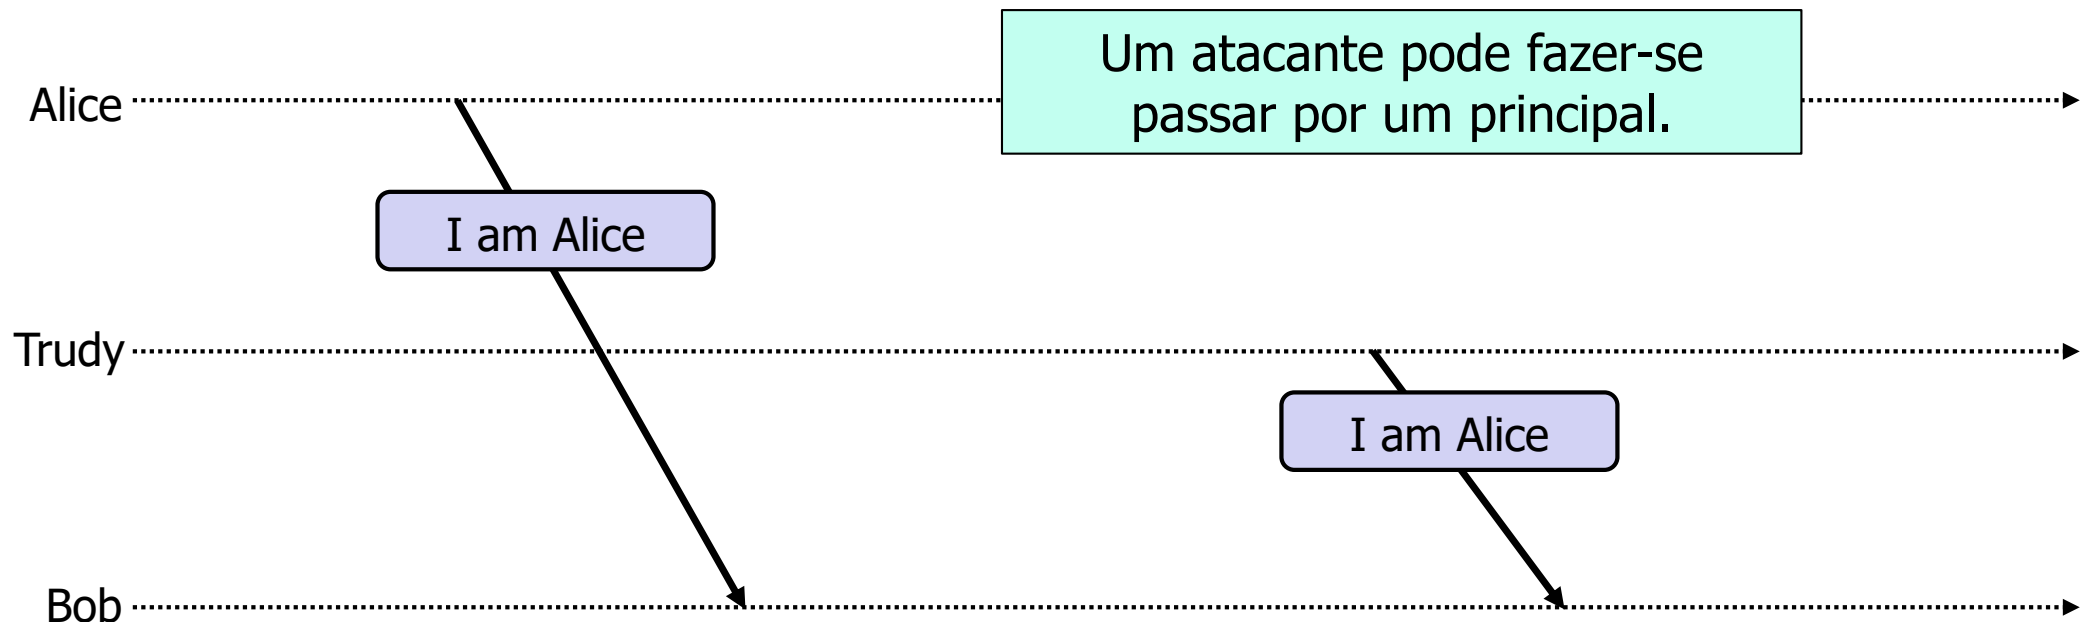 Um atacante pode fazer-se
passar por um principal.
Alice
I am Alice
Trudy
I am Alice
Bob